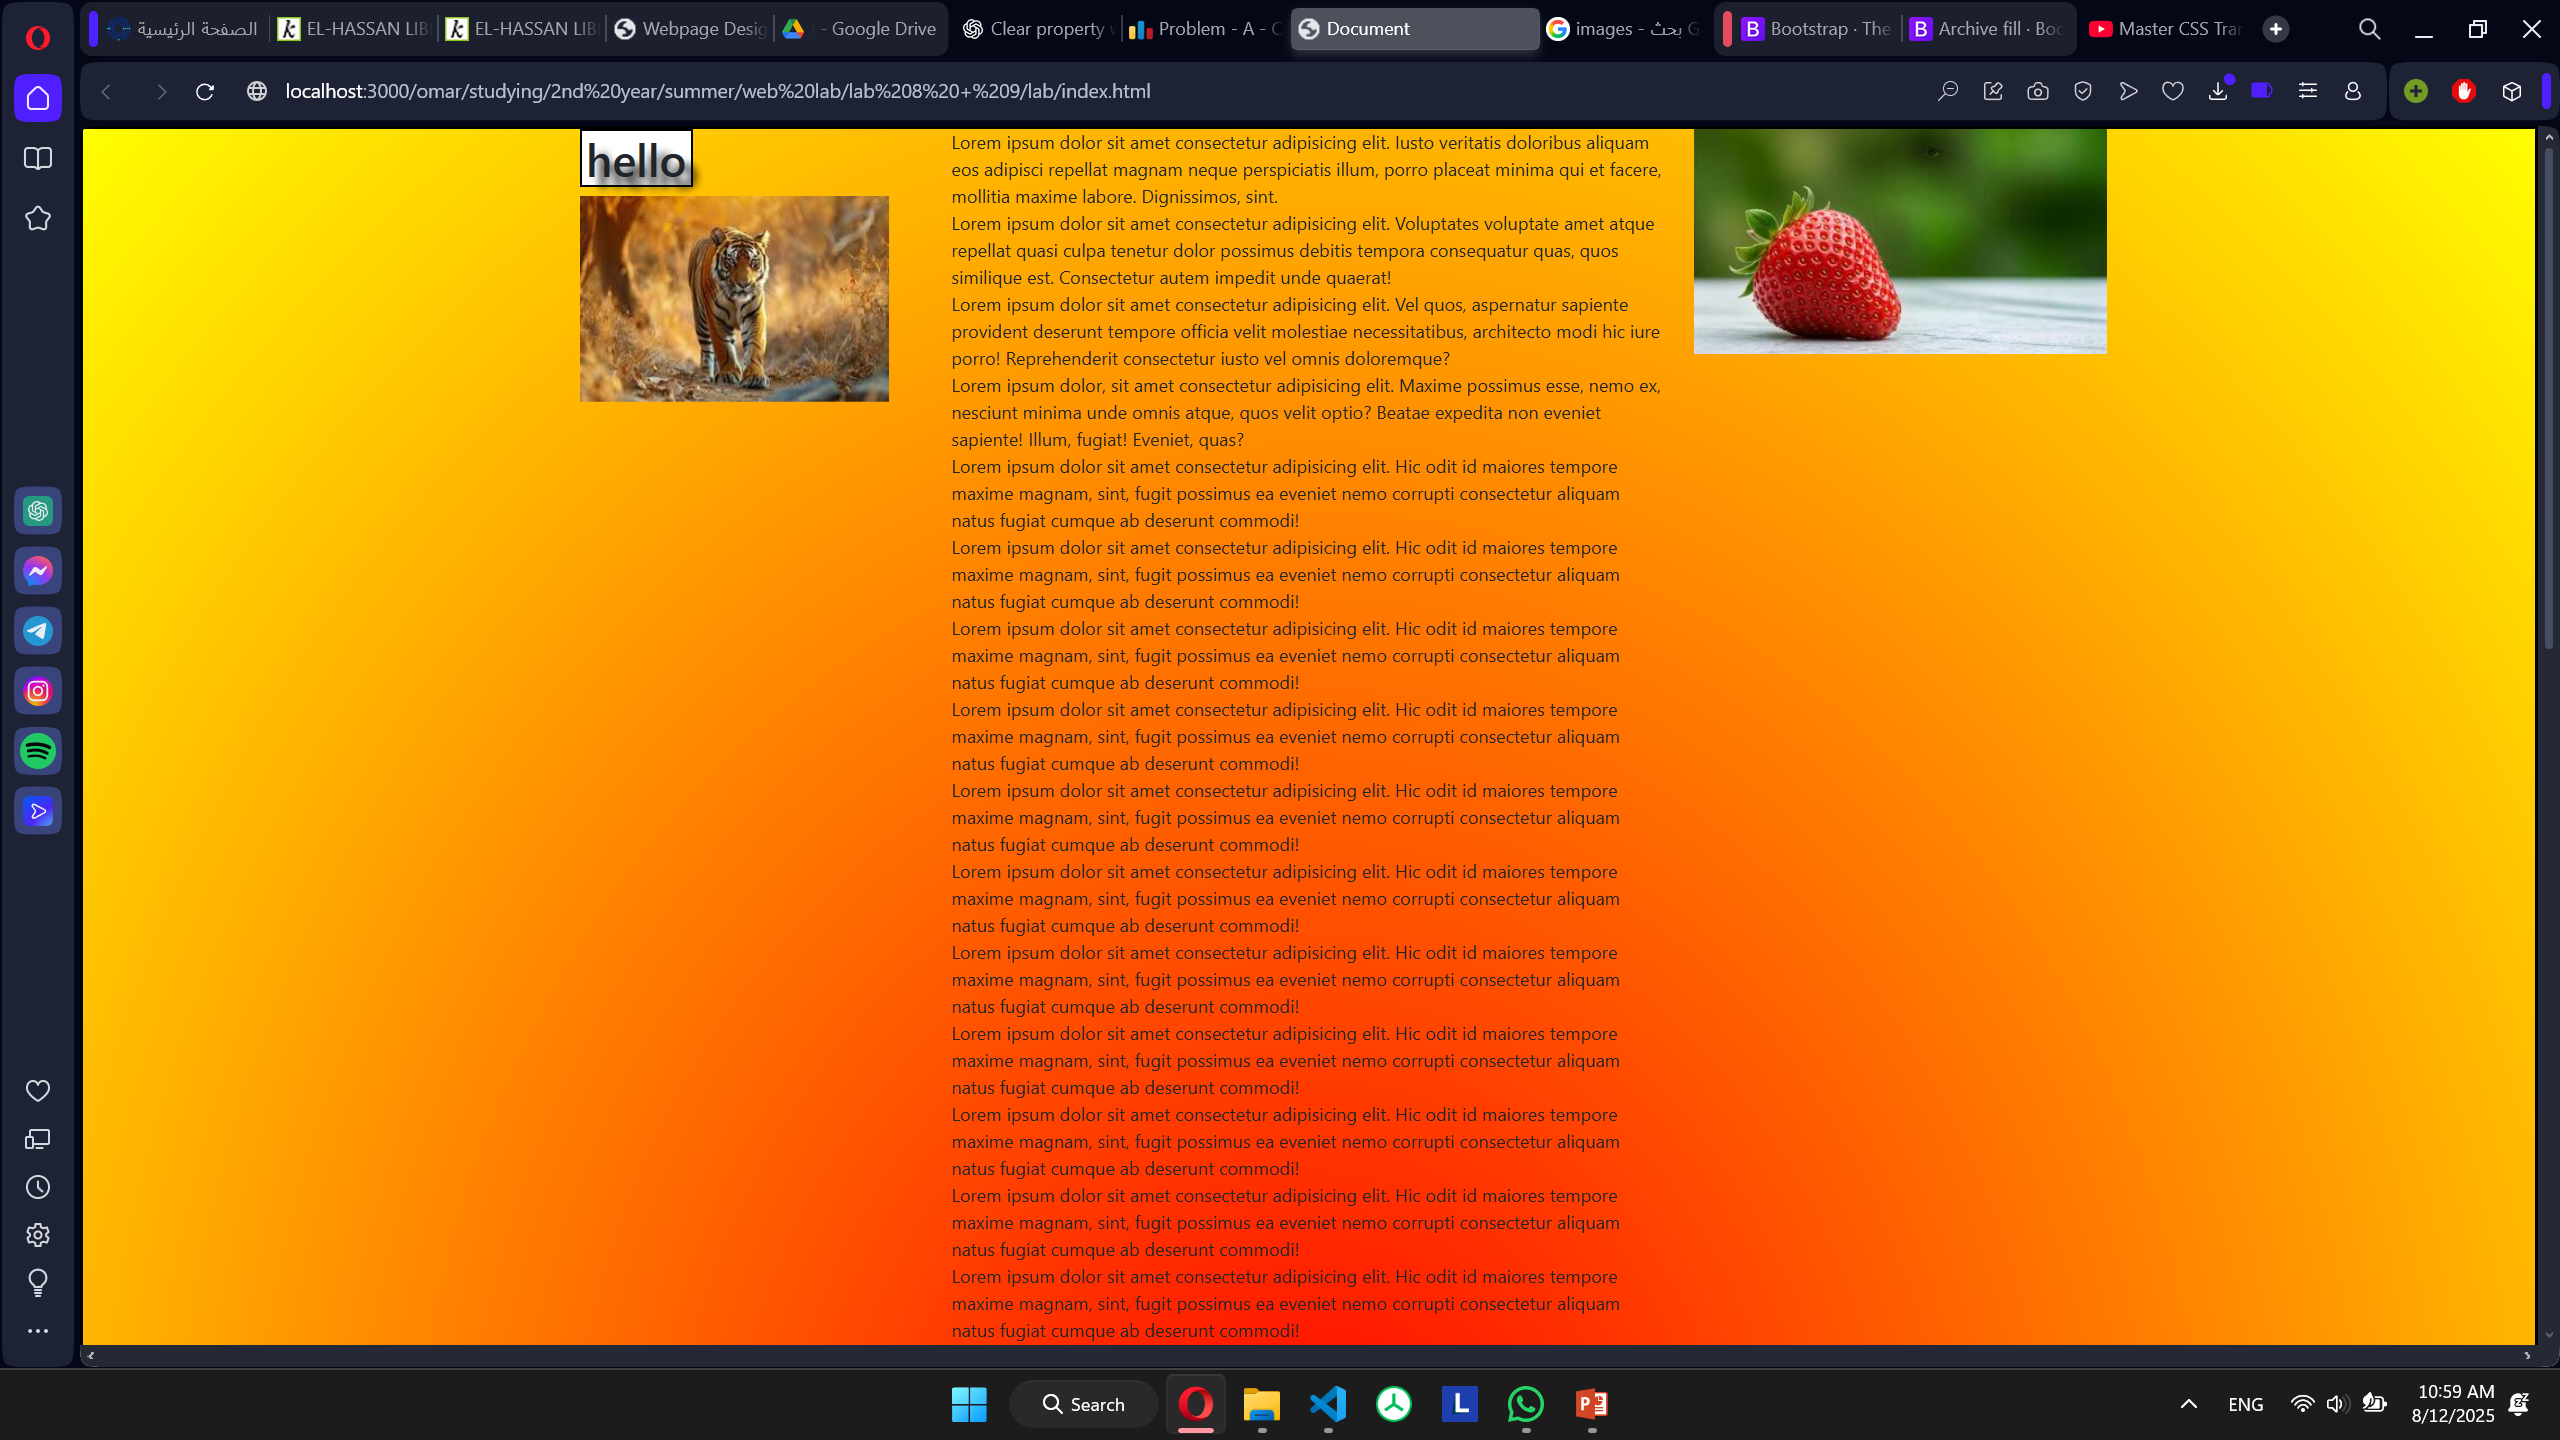 الصفحة الرئيسية
EL-HASSAN LIB
EL-HASSAN LIB
Webpage Desig
- Google Drive
Clear property
Problem - A - C
Document
images - بحث G
Bootstrap · The
Archive fill · Boo
Master CSS Tran
localhost:3000/omar/studying/2nd%20year/summer/web%20lab/lab%208%20+%209/lab/index.html
hello
Lorem ipsum dolor sit amet consectetur adipisicing elit. Iusto veritatis doloribus aliquam
eos adipisci repellat magnam neque perspiciatis illum, porro placeat minima qui et facere,
mollitia maxime labore. Dignissimos, sint.
Lorem ipsum dolor sit amet consectetur adipisicing elit. Voluptates voluptate amet atque
repellat quasi culpa tenetur dolor possimus debitis tempora consequatur quas, quos
similique est. Consectetur autem impedit unde quaerat!
Lorem ipsum dolor sit amet consectetur adipisicing elit. Vel quos, aspernatur sapiente
provident deserunt tempore officia velit molestiae necessitatibus, architecto modi hic iure
porro! Reprehenderit consectetur iusto vel omnis doloremque?
Lorem ipsum dolor, sit amet consectetur adipisicing elit. Maxime possimus esse, nemo ex,
nesciunt minima unde omnis atque, quos velit optio? Beatae expedita non eveniet
sapiente! Illum, fugiat! Eveniet, quas?
Lorem ipsum dolor sit amet consectetur adipisicing elit. Hic odit id maiores tempore
maxime magnam, sint, fugit possimus ea eveniet nemo corrupti consectetur aliquam
natus fugiat cumque ab deserunt commodi!
Lorem ipsum dolor sit amet consectetur adipisicing elit. Hic odit id maiores tempore
maxime magnam, sint, fugit possimus ea eveniet nemo corrupti consectetur aliquam
natus fugiat cumque ab deserunt commodi!
Lorem ipsum dolor sit amet consectetur adipisicing elit. Hic odit id maiores tempore
maxime magnam, sint, fugit possimus ea eveniet nemo corrupti consectetur aliquam
natus fugiat cumque ab deserunt commodi!
Lorem ipsum dolor sit amet consectetur adipisicing elit. Hic odit id maiores tempore
maxime magnam, sint, fugit possimus ea eveniet nemo corrupti consectetur aliquam
natus fugiat cumque ab deserunt commodi!
Lorem ipsum dolor sit amet consectetur adipisicing elit. Hic odit id maiores tempore
maxime magnam, sint, fugit possimus ea eveniet nemo corrupti consectetur aliquam
natus fugiat cumque ab deserunt commodi!
Lorem ipsum dolor sit amet consectetur adipisicing elit. Hic odit id maiores tempore
maxime magnam, sint, fugit possimus ea eveniet nemo corrupti consectetur aliquam
natus fugiat cumque ab deserunt commodi!
Lorem ipsum dolor sit amet consectetur adipisicing elit. Hic odit id maiores tempore
maxime magnam, sint, fugit possimus ea eveniet nemo corrupti consectetur aliquam
natus fugiat cumque ab deserunt commodi!
Lorem ipsum dolor sit amet consectetur adipisicing elit. Hic odit id maiores tempore
maxime magnam, sint, fugit possimus ea eveniet nemo corrupti consectetur aliquam
natus fugiat cumque ab deserunt commodi!
Lorem ipsum dolor sit amet consectetur adipisicing elit. Hic odit id maiores tempore
maxime magnam, sint, fugit possimus ea eveniet nemo corrupti consectetur aliquam
natus fugiat cumque ab deserunt commodi!
Lorem ipsum dolor sit amet consectetur adipisicing elit. Hic odit id maiores tempore
maxime magnam, sint, fugit possimus ea eveniet nemo corrupti consectetur aliquam
natus fugiat cumque ab deserunt commodi!
Lorem ipsum dolor sit amet consectetur adipisicing elit. Hic odit id maiores tempore
maxime magnam, sint, fugit possimus ea eveniet nemo corrupti consectetur aliquam
natus fugiat cumque ab deserunt commodi!
Search
ENG
10:59 AM
8/12/2025